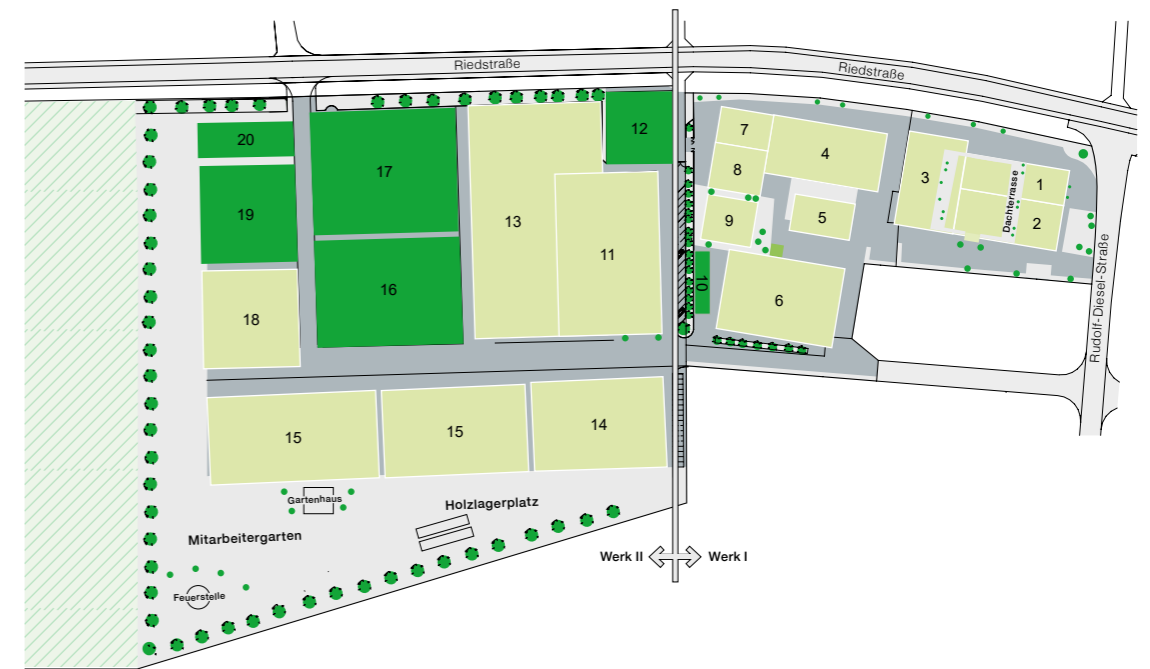 Riedstraße
Riedstraße
20
17
12
7
4
8
3
1
19
13
Dachterrasse
9
5
2
11
10
16
6
18
Rudolf-Diesel-Straße
15
15
14
Gartenhaus
Holzlagerplatz
Mitarbeitergarten
Werk II
Werk I
Feuerstelle